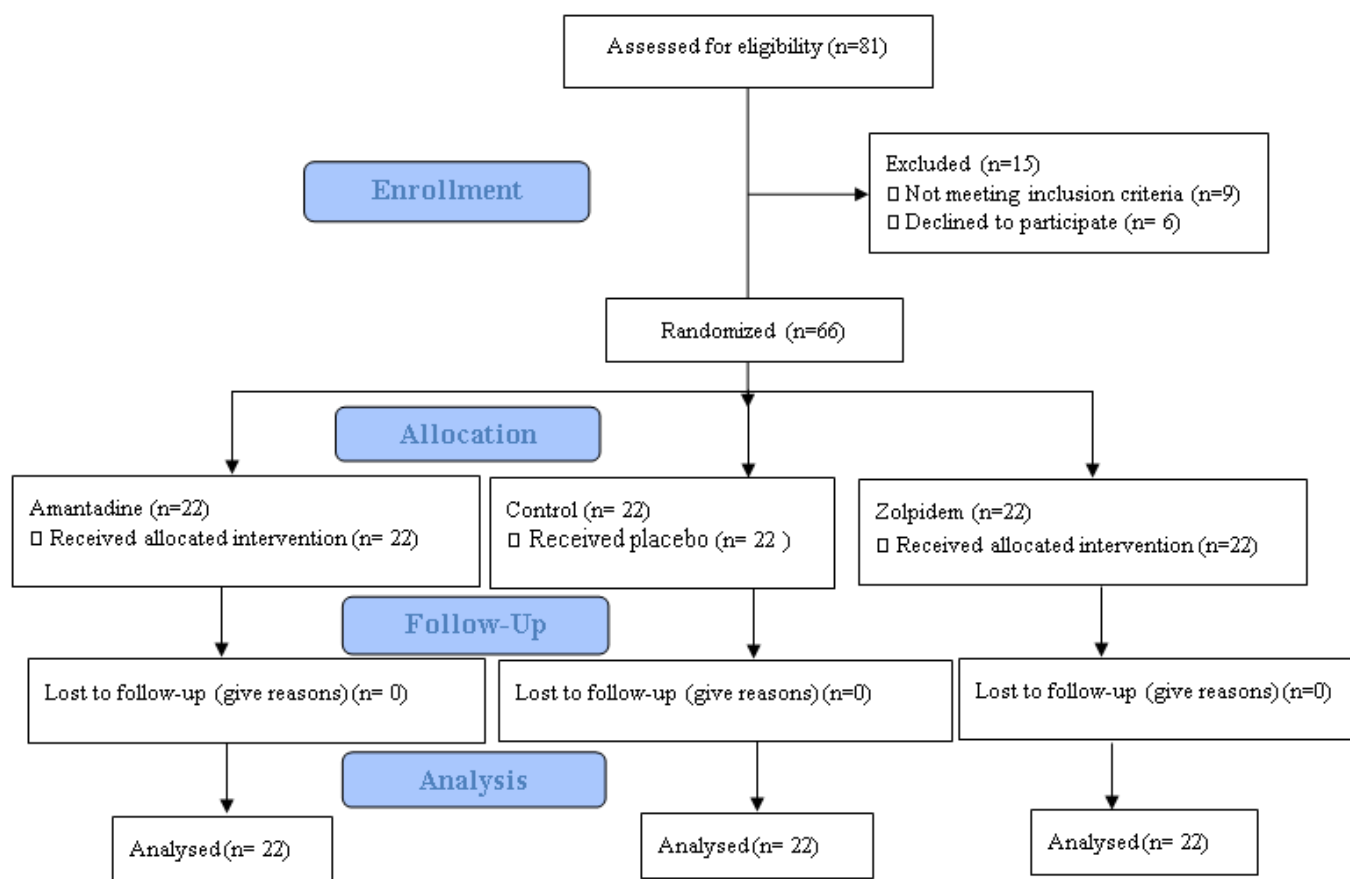 Assessed for eligibility (n=81)
Enrollment
Excluded (n=15)
▯ Not meeting inclusion criteria (n=9)
▯ Declined to participate (n= 6)
Randomized (n=66)
Allocation
Amantadine (n=22)
▯ Received allocated intervention (n= 22)
Control (n= 22)
▯ Received placebo (n= 22 )
Zolpidem (n=22)
▯ Received allocated intervention (n=22)
Follow-Up
Lost to follow-up (give reasons) (n= 0)
Lost to follow-up (give reasons) (n=0)
Lost to follow-up (give reasons) (n=0)
Analysis
Analysed (n= 22)
Analysed (n= 22)
Analysed (n= 22)